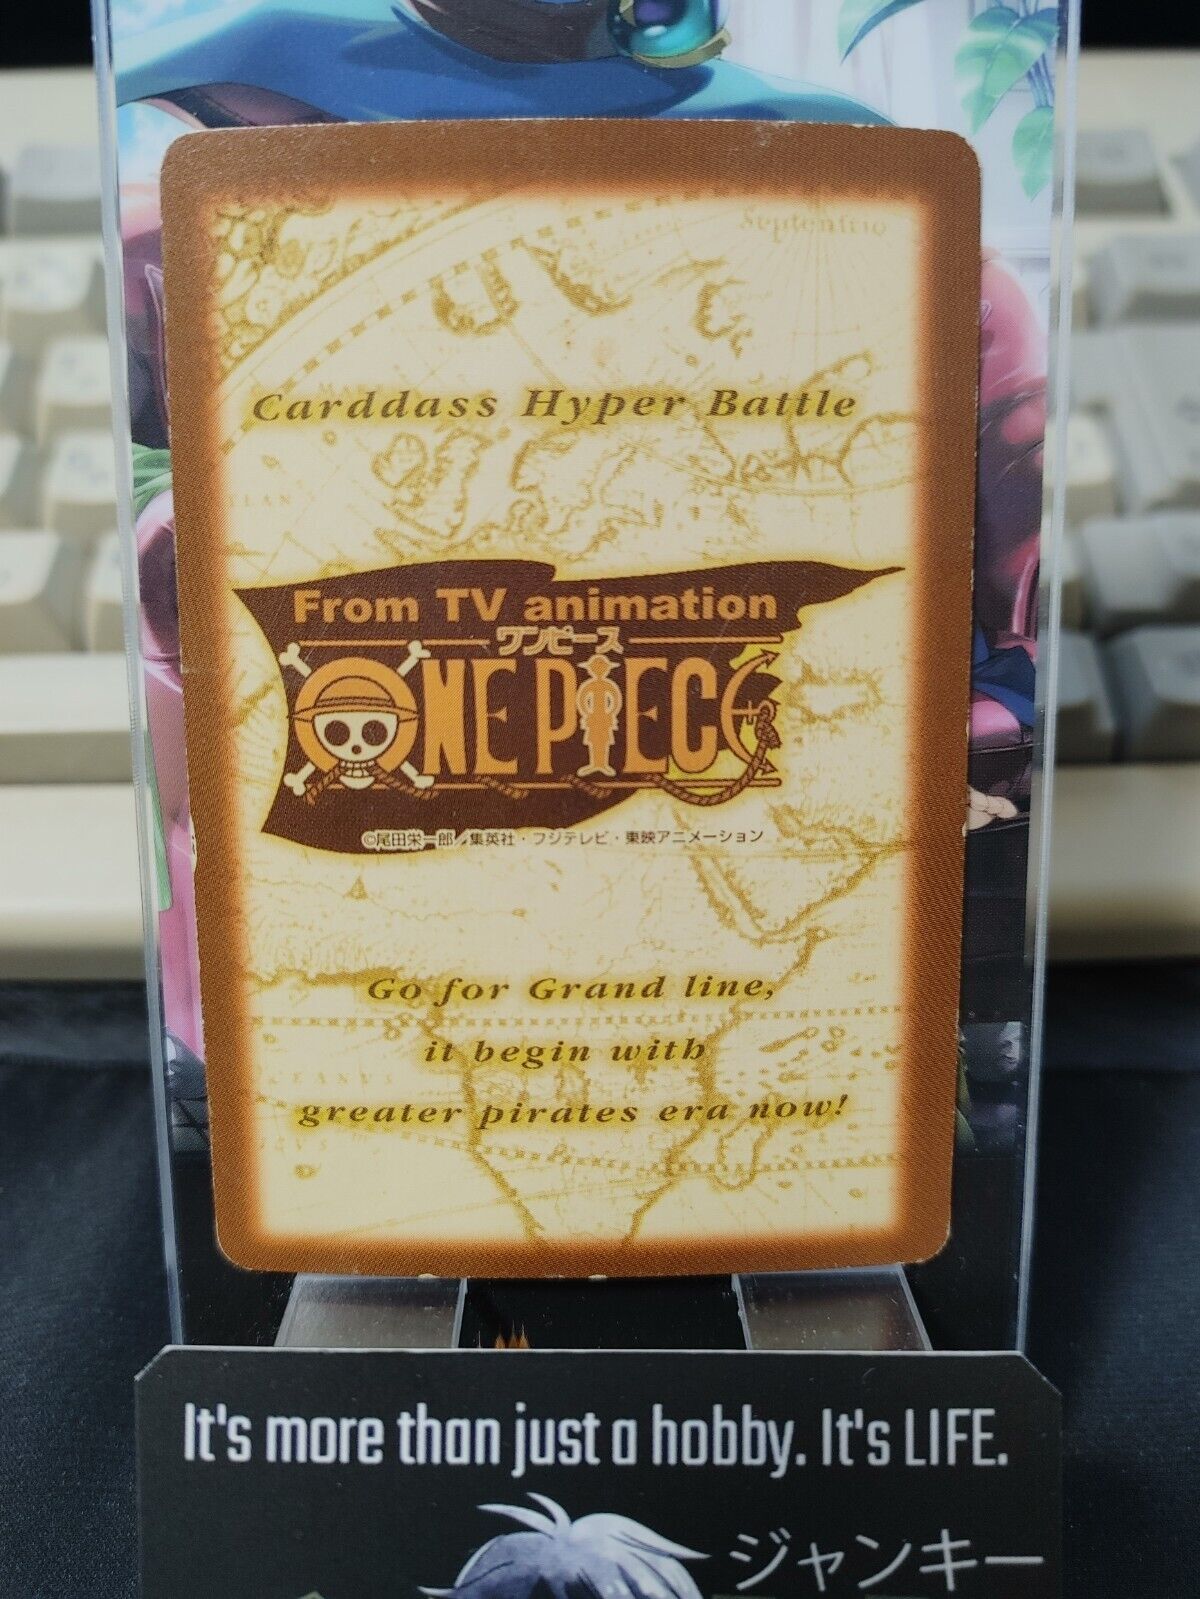 Septentrio
Carddass Hyper Battle
From TV animation
ワンピース
ONE PIECE
©尾田栄一郎／集英社・フジテレビ・東映アニメーション
Go for Grand line,
it begin with
greater pirates era now!
It's more than just a hobby. It's LIFE.
ジャンキー